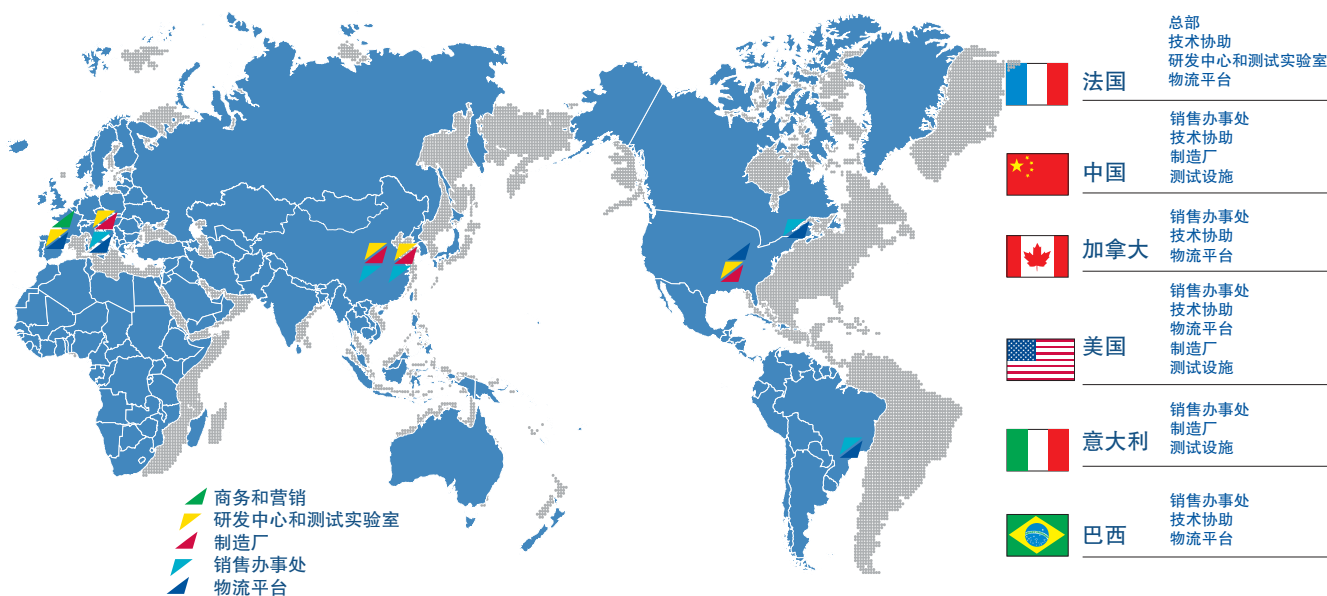 总部
技术协助
研发中心和测试实验室
物流平台
法国
销售办事处
技术协助
制造厂
测试设施
中国
销售办事处
技术协助
物流平台
加拿大
销售办事处
技术协助
物流平台
制造厂
测试设施
美国
销售办事处
制造厂
测试设施
意大利
销售办事处
技术协助
物流平台
巴西
商务和营销
研发中心和测试实验室
制造厂
销售办事处
物流平台